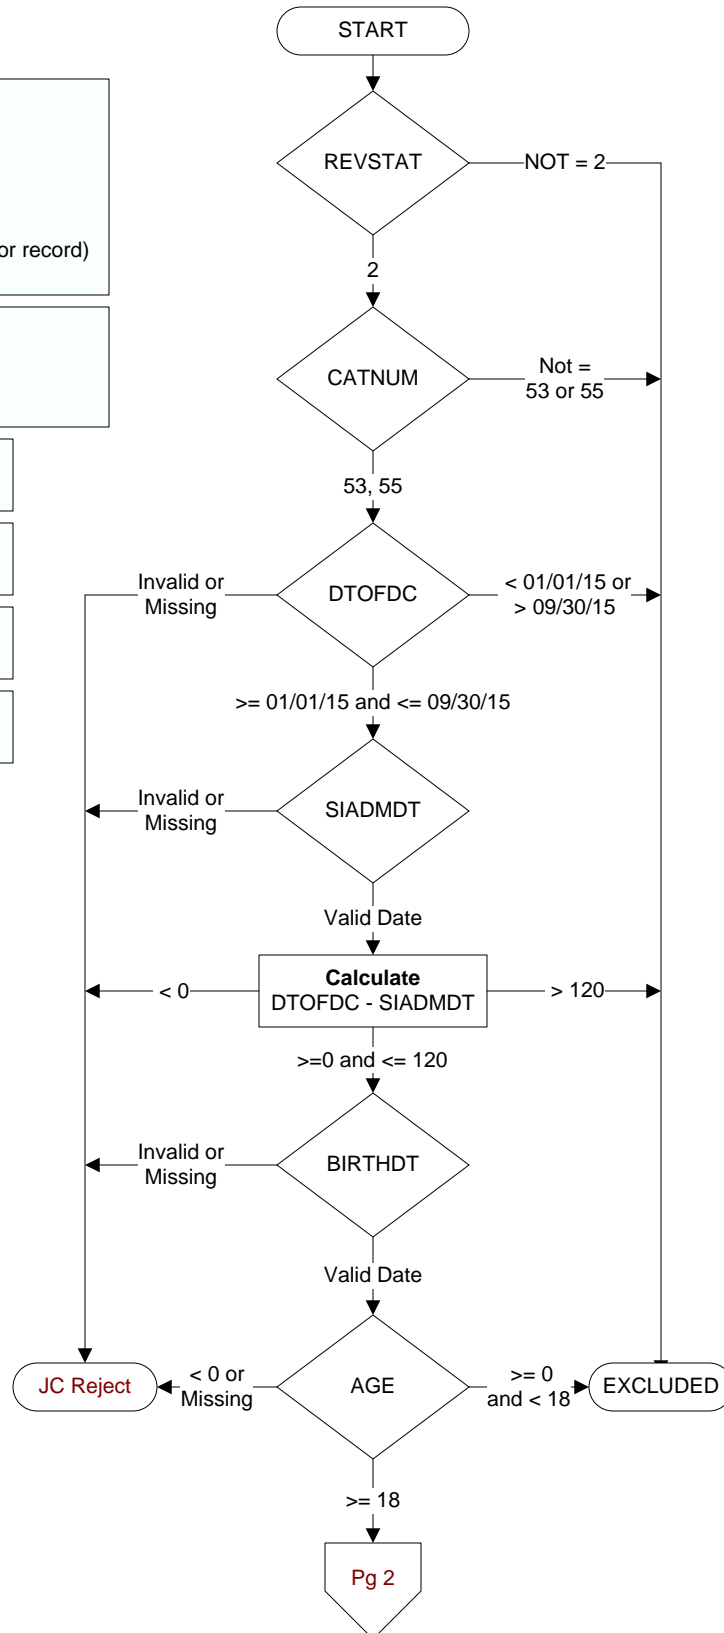 START
REVSTAT
NOT = 2
or record)
2
CATNUM
Not =
53 or 55
53, 55
Invalid or
Missing
DTOFDC
< 01/01/15 or
> 09/30/15
>= 01/01/15 and <= 09/30/15
Invalid or
Missing
SIADMDT
Valid Date
< 0
Calculate
DTOFDC - SIADMDT
> 120
>=0 and <= 120
Invalid or
Missing
BIRTHDT
Valid Date
JC Reject
< 0 or
Missing
AGE
>= 0
and < 18
EXCLUDED
>= 18
Pg 2